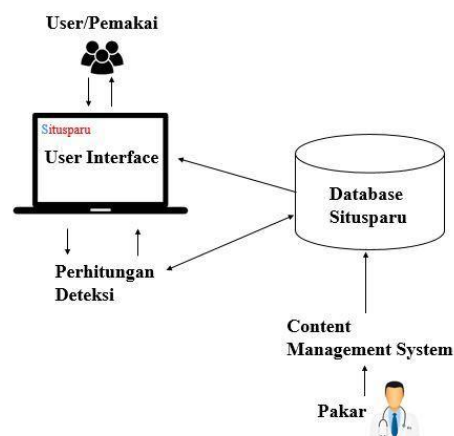 User/Pemakai
Situsparu
User Interface
Database
Situsparu
Perhitungan
Deteksi
Content
Management System
Pakar